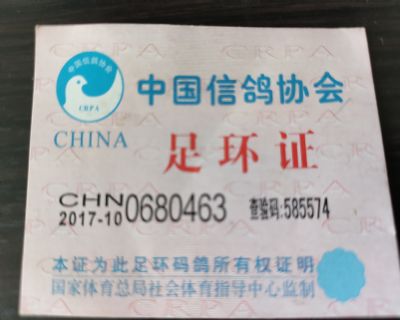 中国信鸽协会
CRPA
CHINA
中国信鸽协会
足环证
CHN
2017-10 0680463 查验码:585574
本证为此足环码鸽所有权证明
国家体育总局社会体育指导中心监制